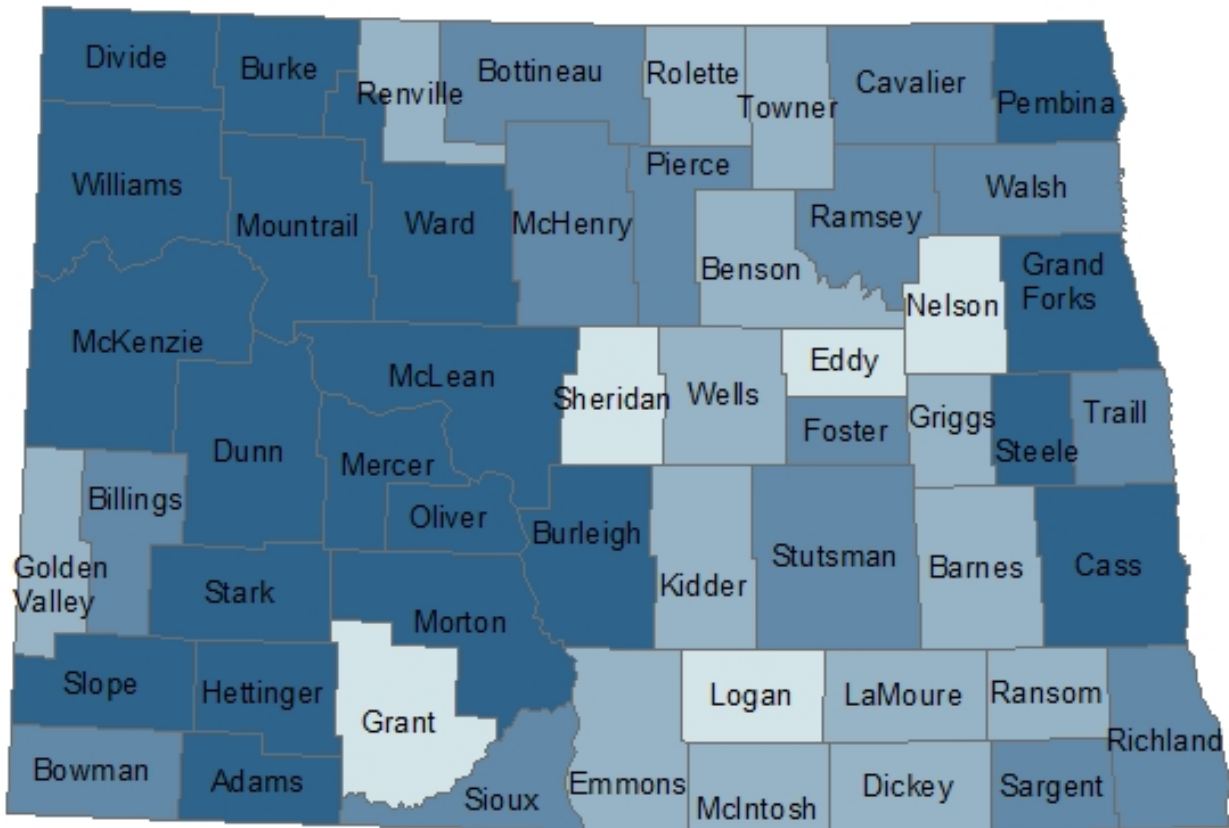 Divide
Burke
Renville
Bottineau
Rolette
Towner
Cavalier
Pembina
Williams
Mountrail
Ward
McHenry
Pierce
Benson
Ramsey
Walsh
Nelson
Grand
Forks
McKenzie
McLean
Sheridan
Wells
Eddy
Foster
Griggs
Steele
Traill
Dunn
Mercer
Oliver
Billings
Golden
Valley
Stark
Morton
Burleigh
Kidder
Stutsman
Barnes
Cass
Slope
Hettinger
Grant
Logan
LaMoure
Ransom
Richland
Bowman
Adams
Sioux
Emmons
McIntosh
Dickey
Sargent